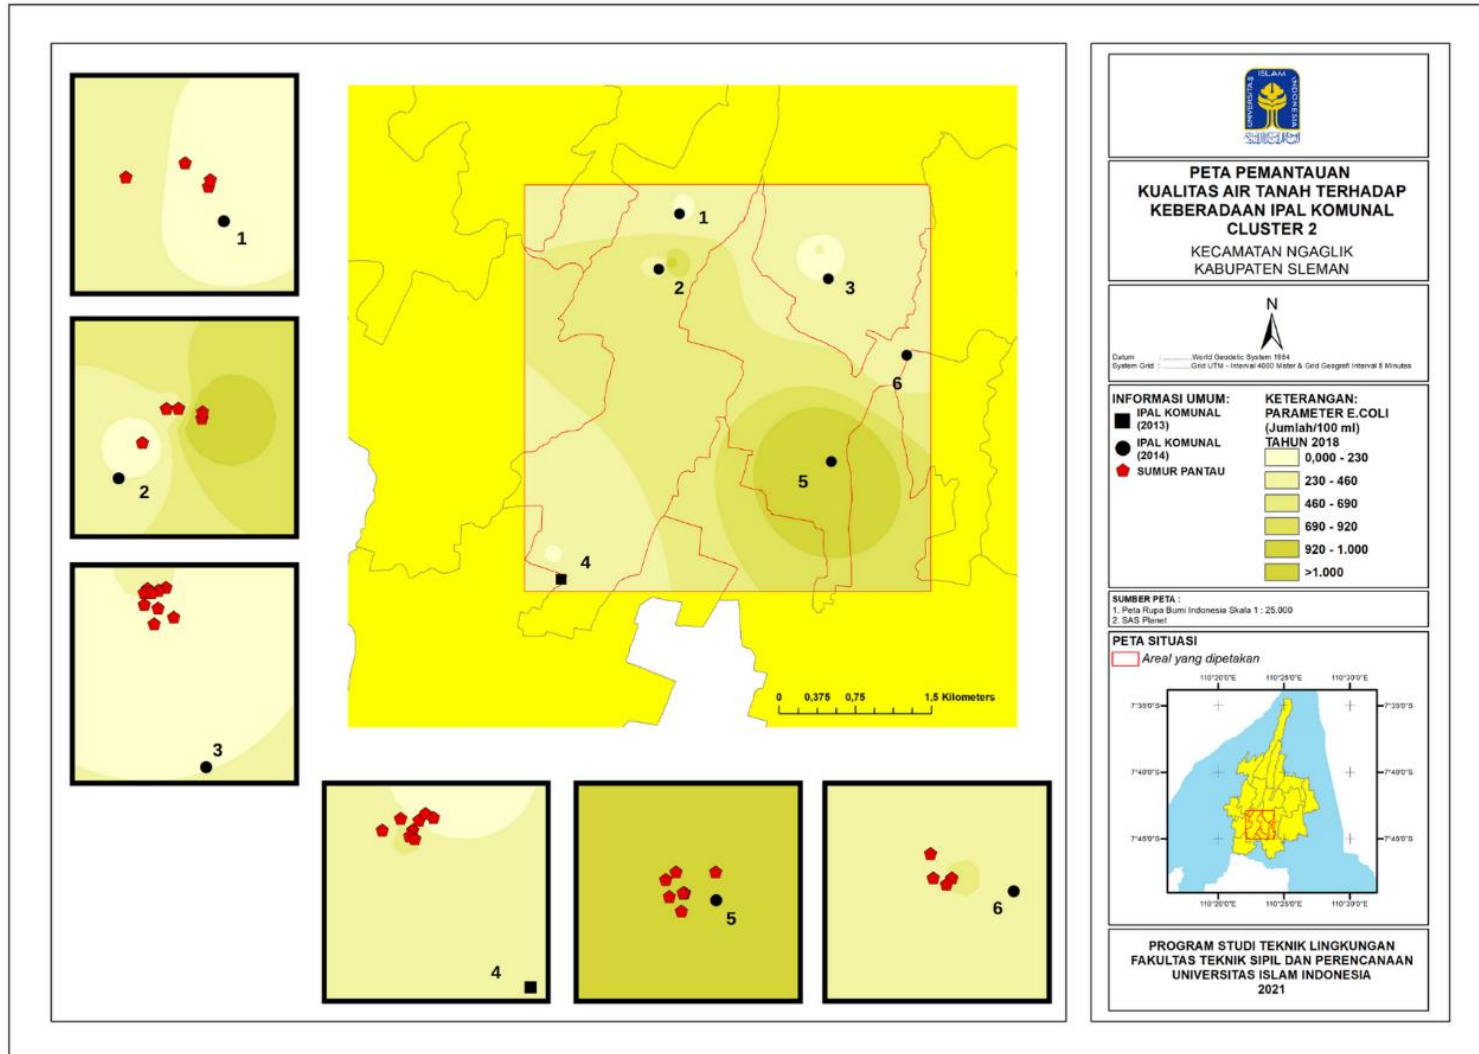 1
2
3
4
5
6
1
2
3
4
5
6
0 0,375 0,75 1,5 Kilometers
ISLAM
UNIVERSITAS
INDONESIA
PETA PEMANTAUAN
KUALITAS AIR TANAH TERHADAP
KEBERADAAN IPAL KOMUNAL
CLUSTER 2
KECAMATAN NGAGLIK
KABUPATEN SLEMAN
N
Datum : ............World Geodetic System 1984
System Grid : ............Grid UTM - Interval 4000 Meter & Grid Geografi Interval 5 Minutes
INFORMASI UMUM:
IPAL KOMUNAL
(2013)
IPAL KOMUNAL
(2014)
SUMUR PANTAU
KETERANGAN:
PARAMETER E.COLI
(Jumlah/100 ml)
TAHUN 2018
0,000 - 230
230 - 460
460 - 690
690 - 920
920 - 1.000
>1.000
SUMBER PETA :
1. Peta Rupa Bumi Indonesia Skala 1 : 25.000
2. SAS Planet
PETA SITUASI
Areal yang dipetakan
110°20'0"E 110°25'0"E 110°30'0"E
7°35'0"S 7°35'0"S
7°40'0"S 7°40'0"S
7°45'0"S 7°45'0"S
110°20'0"E 110°25'0"E 110°30'0"E
PROGRAM STUDI TEKNIK LINGKUNGAN
FAKULTAS TEKNIK SIPIL DAN PERENCANAAN
UNIVERSITAS ISLAM INDONESIA
2021